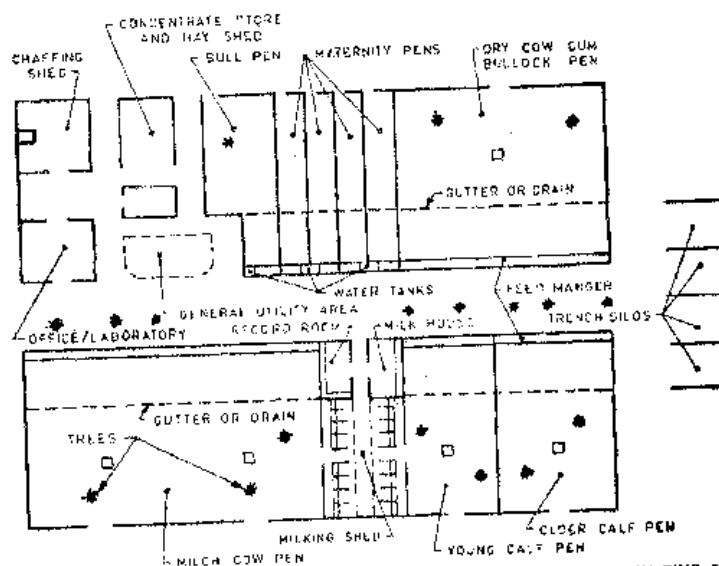 CONCENTRATE STORE
AND HAY SHED
CHAFFING
SHED
BULL PEN
MATERNITY PENS
DRY COW CUM
BULLOCK PEN
GUTTER OR DRAIN
WATER TANKS
FEED MANGER
GENERAL UTILITY AREA
OFFICE/LABORATORY
RECORD ROOM
MILK HOUSE
TRENCH SILOS
GUTTER OR DRAIN
TREES
MILKING SHED
MILCH COW PEN
YOUNG CALF PEN
OLDER CALF PEN